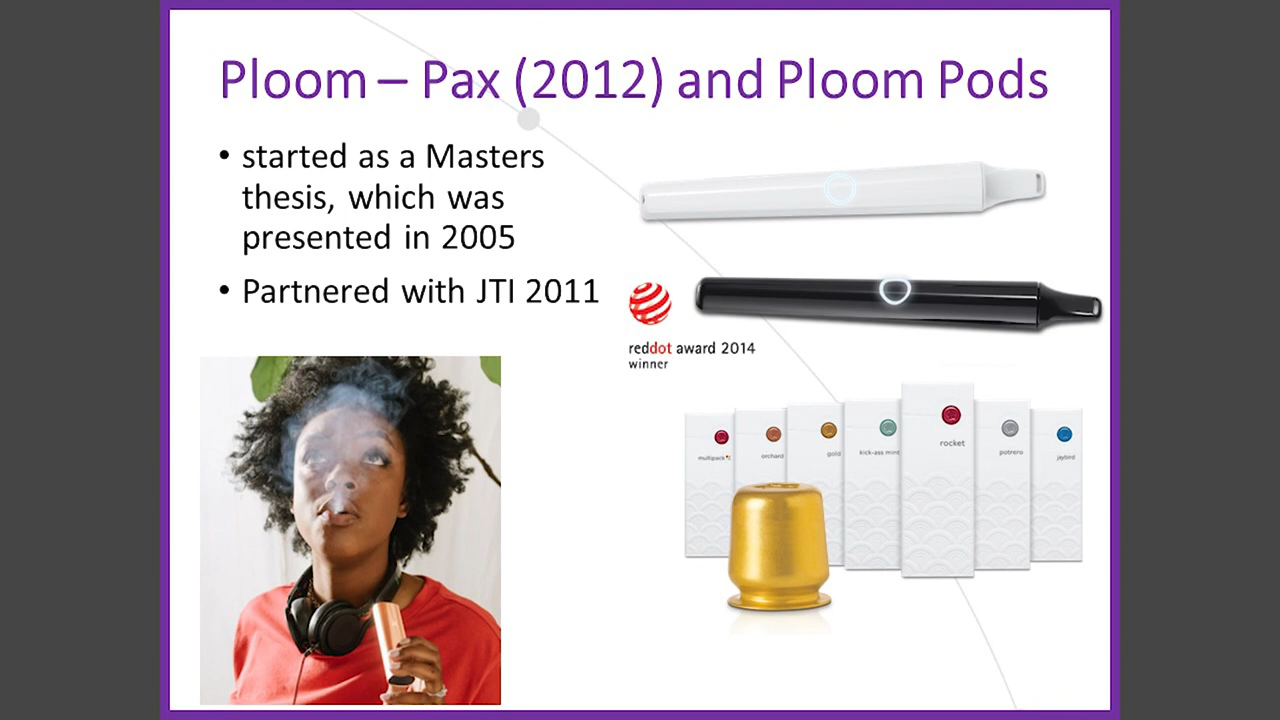 Ploom – Pax (2012) and Ploom Pods
• started as a Masters
thesis, which was
presented in 2005
• Partnered with JTI 2011
reddot award 2014
winner
multipack
orchard
gold
kick-ass mint
rocket
potrero
jaybird